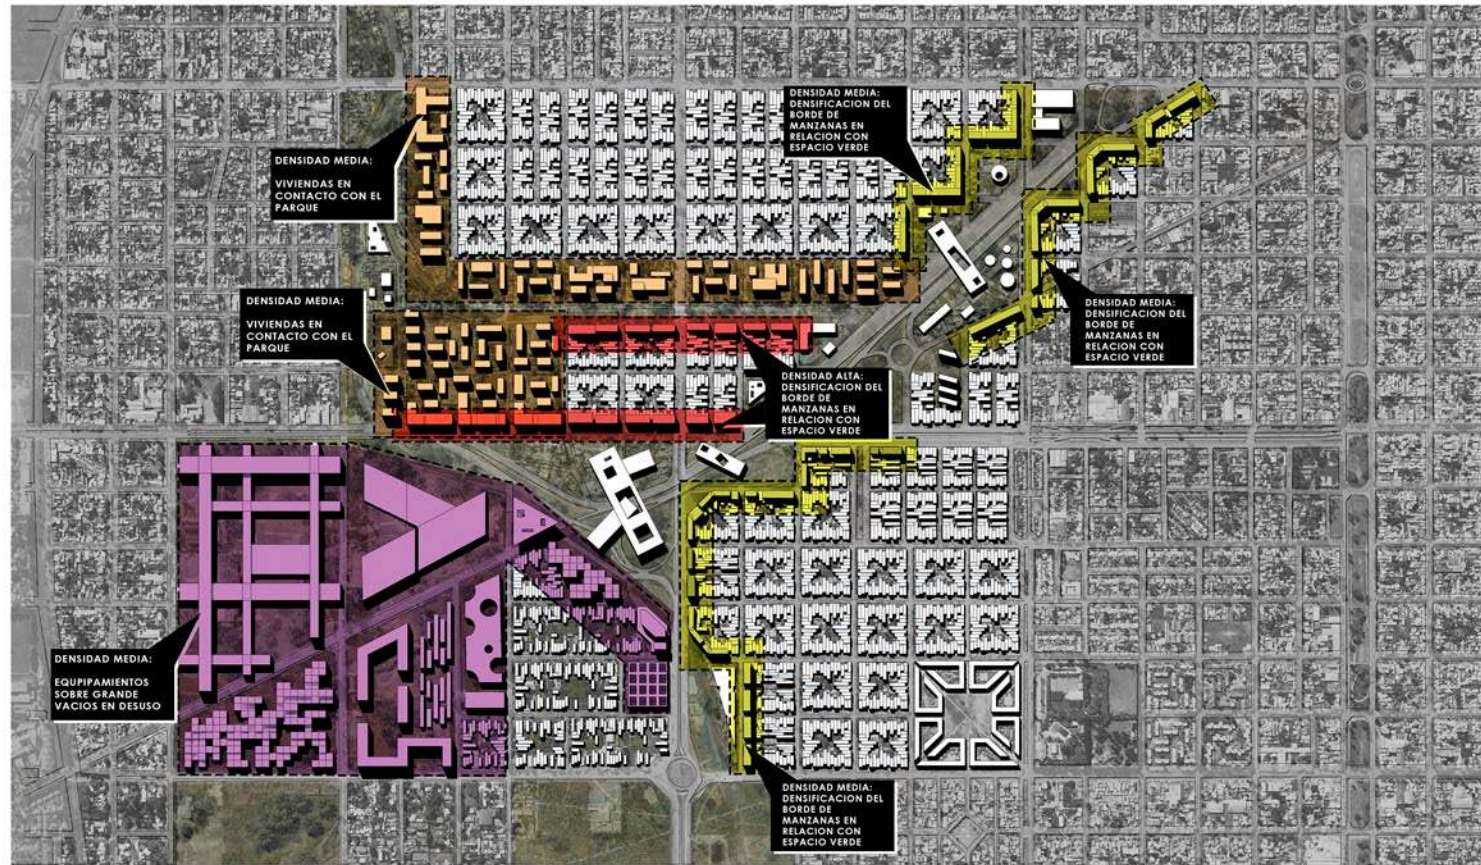 DENSIDAD MEDIA:
DENSIFICACION DEL
BORDE DE
MANZANAS EN
RELACION CON
ESPACIO VERDE
DENSIDAD MEDIA:
VIVIENDAS EN
CONTACTO CON EL
PARQUE
DENSIDAD MEDIA:
VIVIENDAS EN
CONTACTO CON EL
PARQUE
DENSIDAD MEDIA:
DENSIFICACION DEL
BORDE DE
MANZANAS EN
RELACION CON
ESPACIO VERDE
DENSIDAD ALTA:
DENSIFICACION DEL
BORDE DE
MANZANAS EN
RELACION CON
ESPACIO VERDE
DENSIDAD MEDIA:
EQUPIPAMIENTOS
SOBRE GRANDE
VACIOS EN DESUSO
DENSIDAD MEDIA:
DENSIFICACION DEL
BORDE DE
MANZANAS EN
RELACION CON
ESPACIO VERDE